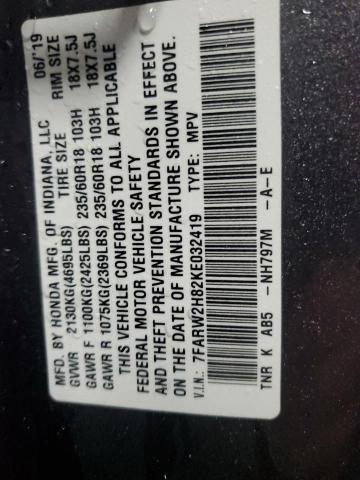 MFD. BY HONDA MFG. OF INDIANA, LLC 06/'19
TIRE SIZE RIM SIZE
GVWR 2130KG(4695LBS)
GAWR F 1100KG(2425LBS) 235/60R18 103H 18X7.5J
GAWR R 1075KG(2369LBS) 235/60R18 103H 18X7.5J
THIS VEHICLE CONFORMS TO ALL APPLICABLE
FEDERAL MOTOR VEHICLE SAFETY
AND THEFT PREVENTION STANDARDS IN EFFECT
ON THE DATE OF MANUFACTURE SHOWN ABOVE.
V.I.N.: 7FARW2H82KE032419 TYPE: MPV
TNR K AB5 -NH797M -A-E